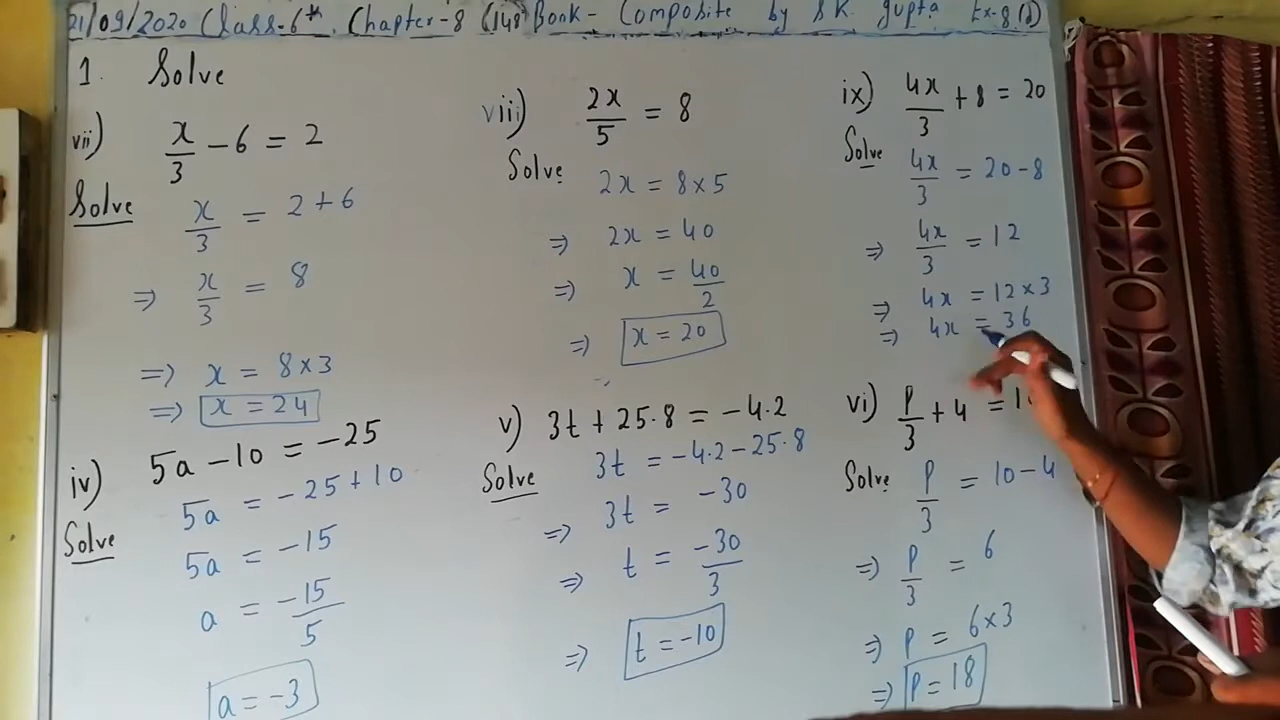 21/09/2020 Class-6th. Chapter-8 (148) Book- Composite by S.K. Gupta Ex-8(B)
1. Solve
vii) x/3 - 6 = 2
Solve x/3 = 2 + 6
⇒ x/3 = 8
⇒ x = 8×3
⇒ x = 24
iv) 5a - 10 = -25
Solve 5a = -25 + 10
5a = -15
a = -15/5
a = -3
vii) 2x/5 = 8
Solve 2x = 8×5
⇒ 2x = 40
⇒ x = 40/2
⇒ x = 20
v) 3t + 25.8 = -4.2
Solve 3t = -4.2 - 25.8
⇒ 3t = -30
⇒ t = -30/3
⇒ t = -10
ix) 4x/3 + 8 = 20
Solve 4x/3 = 20-8
⇒ 4x/3 = 12
⇒ 4x = 12×3
⇒ 4x = 36
vi) p/3 + 4 =
Solve p/3 = 10-4
⇒ p/3 = 6
⇒ p = 6×3
⇒ p = 18